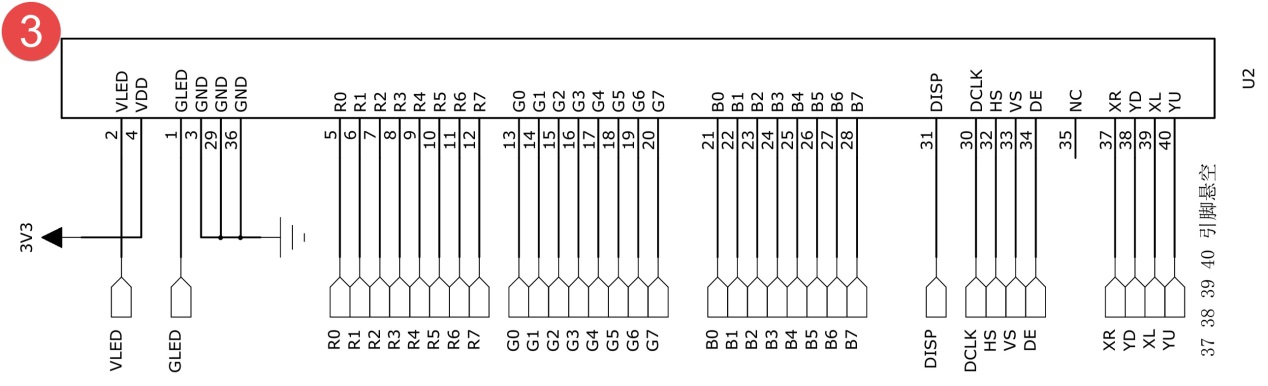 3
U2
VLED VDD GLED GND GND GND R0 R1 R2 R3 R4 R5 R6 R7 G0 G1 G2 G3 G4 G5 G6 G7 B0 B1 B2 B3 B4 B5 B6 B7 DISP DCLK HS VS DE NC XR YD XL YU
2 4 1 3 29 36 5 6 7 8 9 10 11 12 13 14 15 16 17 18 19 20 21 22 23 24 25 26 27 28 31 30 32 33 34 35 37 38 39 40
3V3
VLED GLED R0 R1 R2 R3 R4 R5 R6 R7 G0 G1 G2 G3 G4 G5 G6 G7 B0 B1 B2 B3 B4 B5 B6 B7 DISP DCLK HS VS DE XR YD XL YU
37 38 39 40 引脚悬空